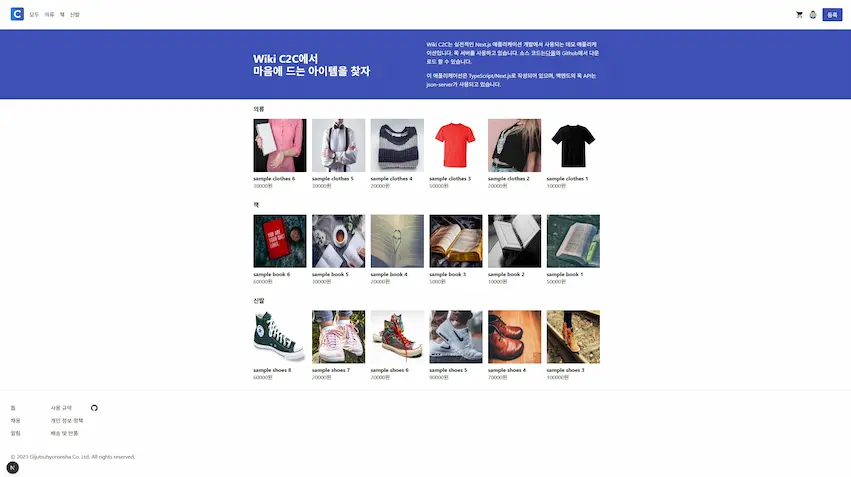 C 모두 의류 책 신발 등록
Wiki C2C에서
마음에 드는 아이템을 찾자
Wiki C2C는 실전적인 Next.js 애플리케이션 개발에서 사용되는 데모 애플리케
이션입니다. 목 서버를 사용하고 있습니다. 소스 코드는다음의 Github에서 다운
로드 할 수 있습니다.
이 애플리케이션은 TypeScript/Next.js로 작성되어 있으며, 백엔드의 목 API는
json-server가 사용되고 있습니다.
의류
sample clothes 6
10000원
sample clothes 5
10000원
sample clothes 4
20000원
sample clothes 3
50000원
sample clothes 2
20000원
sample clothes 1
10000원
책
YOU ARE
sample book 6
60000원
sample book 5
10000원
sample book 4
20000원
sample book 3
5000원
sample book 2
10000원
sample book 1
50000원
신발
sample shoes 8
60000원
sample shoes 7
20000원
sample shoes 6
20000원
sample shoes 5
90000원
sample shoes 4
70000원
sample shoes 3
100000원
톱 사용 규약
채용 개인 정보 정책
알림 배송 및 반품
© 2023 Gijutsuhyoronsha Co. Ltd. All rights reserved.
N